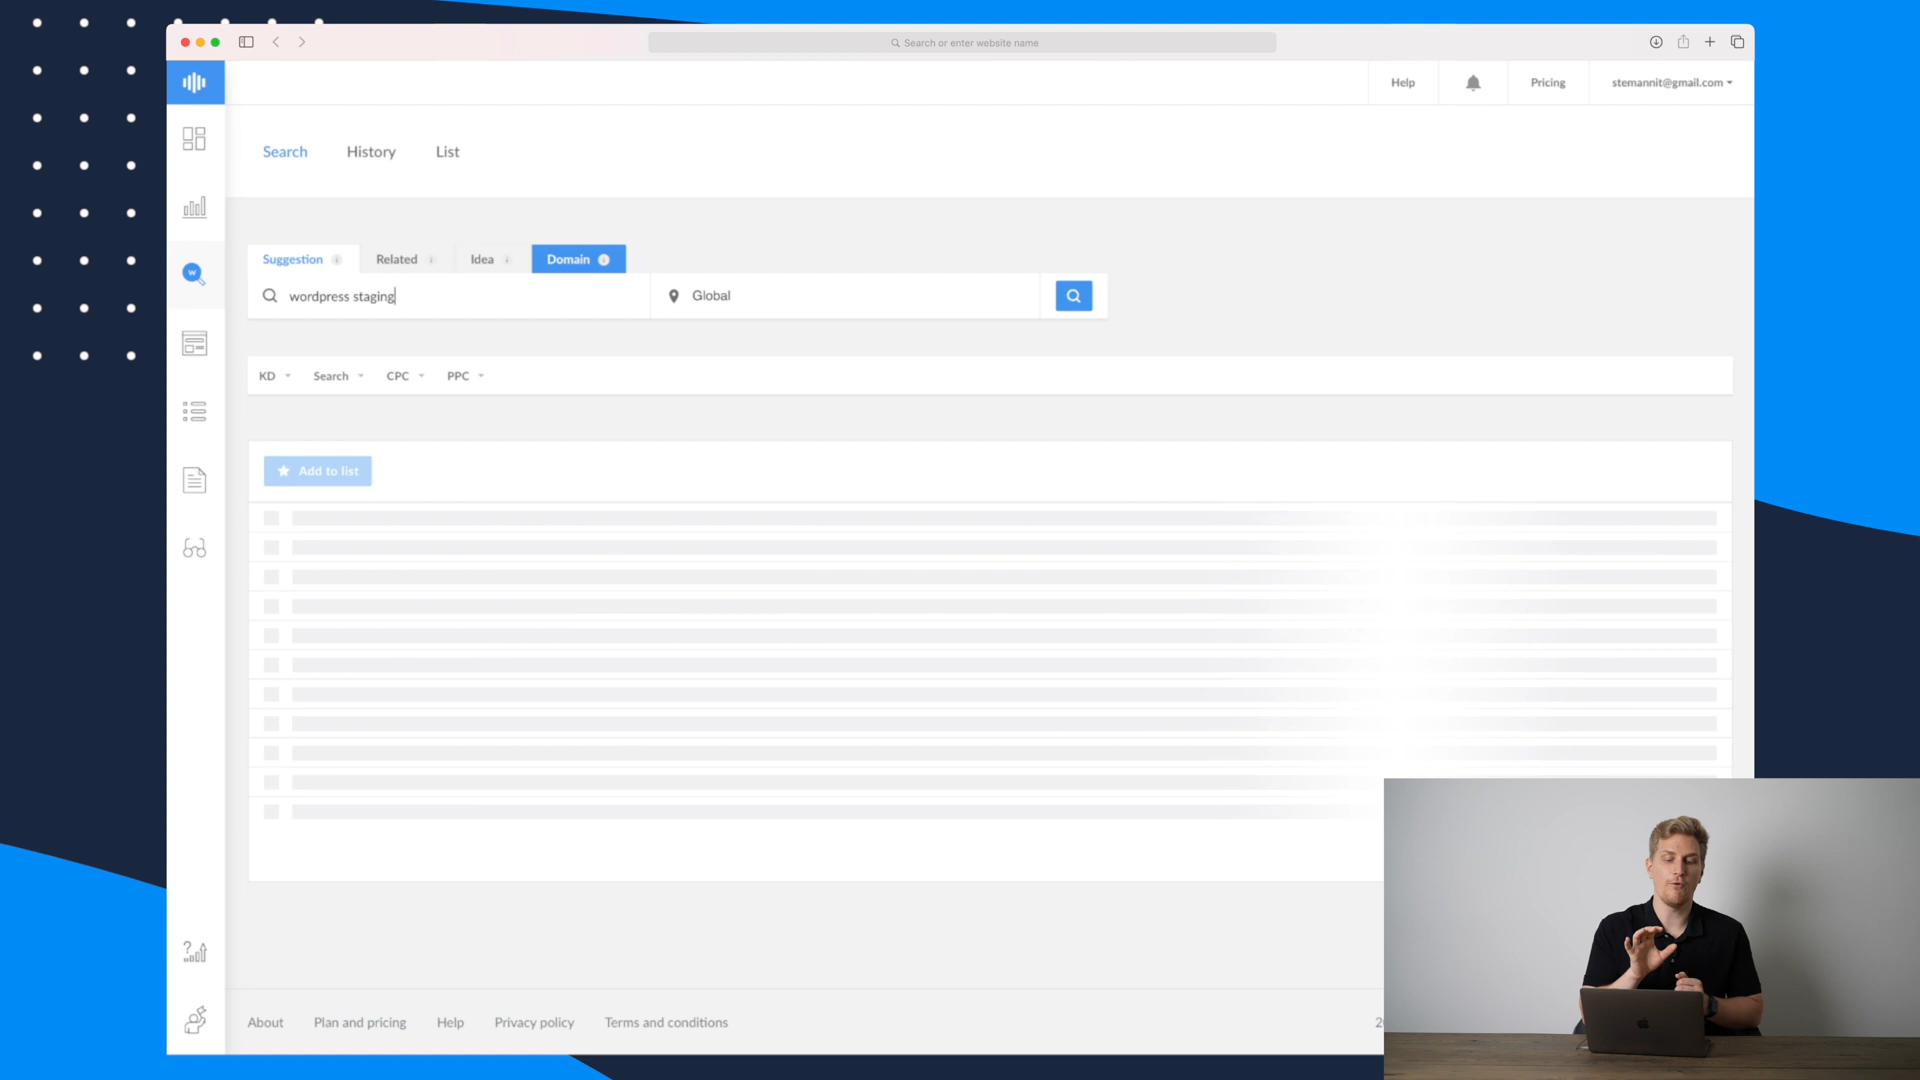 Search or enter website name
Help
Pricing
stemannit@gmail.com
Search
History
List
Suggestion
Related
Idea
Domain
wordpress staging
Global
KD
Search
CPC
PPC
Add to list
About
Plan and pricing
Help
Privacy policy
Terms and conditions